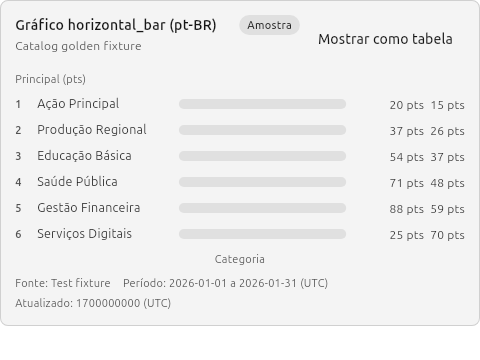 Gráfico horizontal_bar (pt-BR) Amostra
Mostrar como tabela
Catalog golden fixture
Principal (pts)
1 Ação Principal 20 pts 15 pts
2 Produção Regional 37 pts 26 pts
3 Educação Básica 54 pts 37 pts
4 Saúde Pública 71 pts 48 pts
5 Gestão Financeira 88 pts 59 pts
6 Serviços Digitais 25 pts 70 pts
Categoria
Fonte: Test fixture Período: 2026-01-01 a 2026-01-31 (UTC)
Atualizado: 1700000000 (UTC)